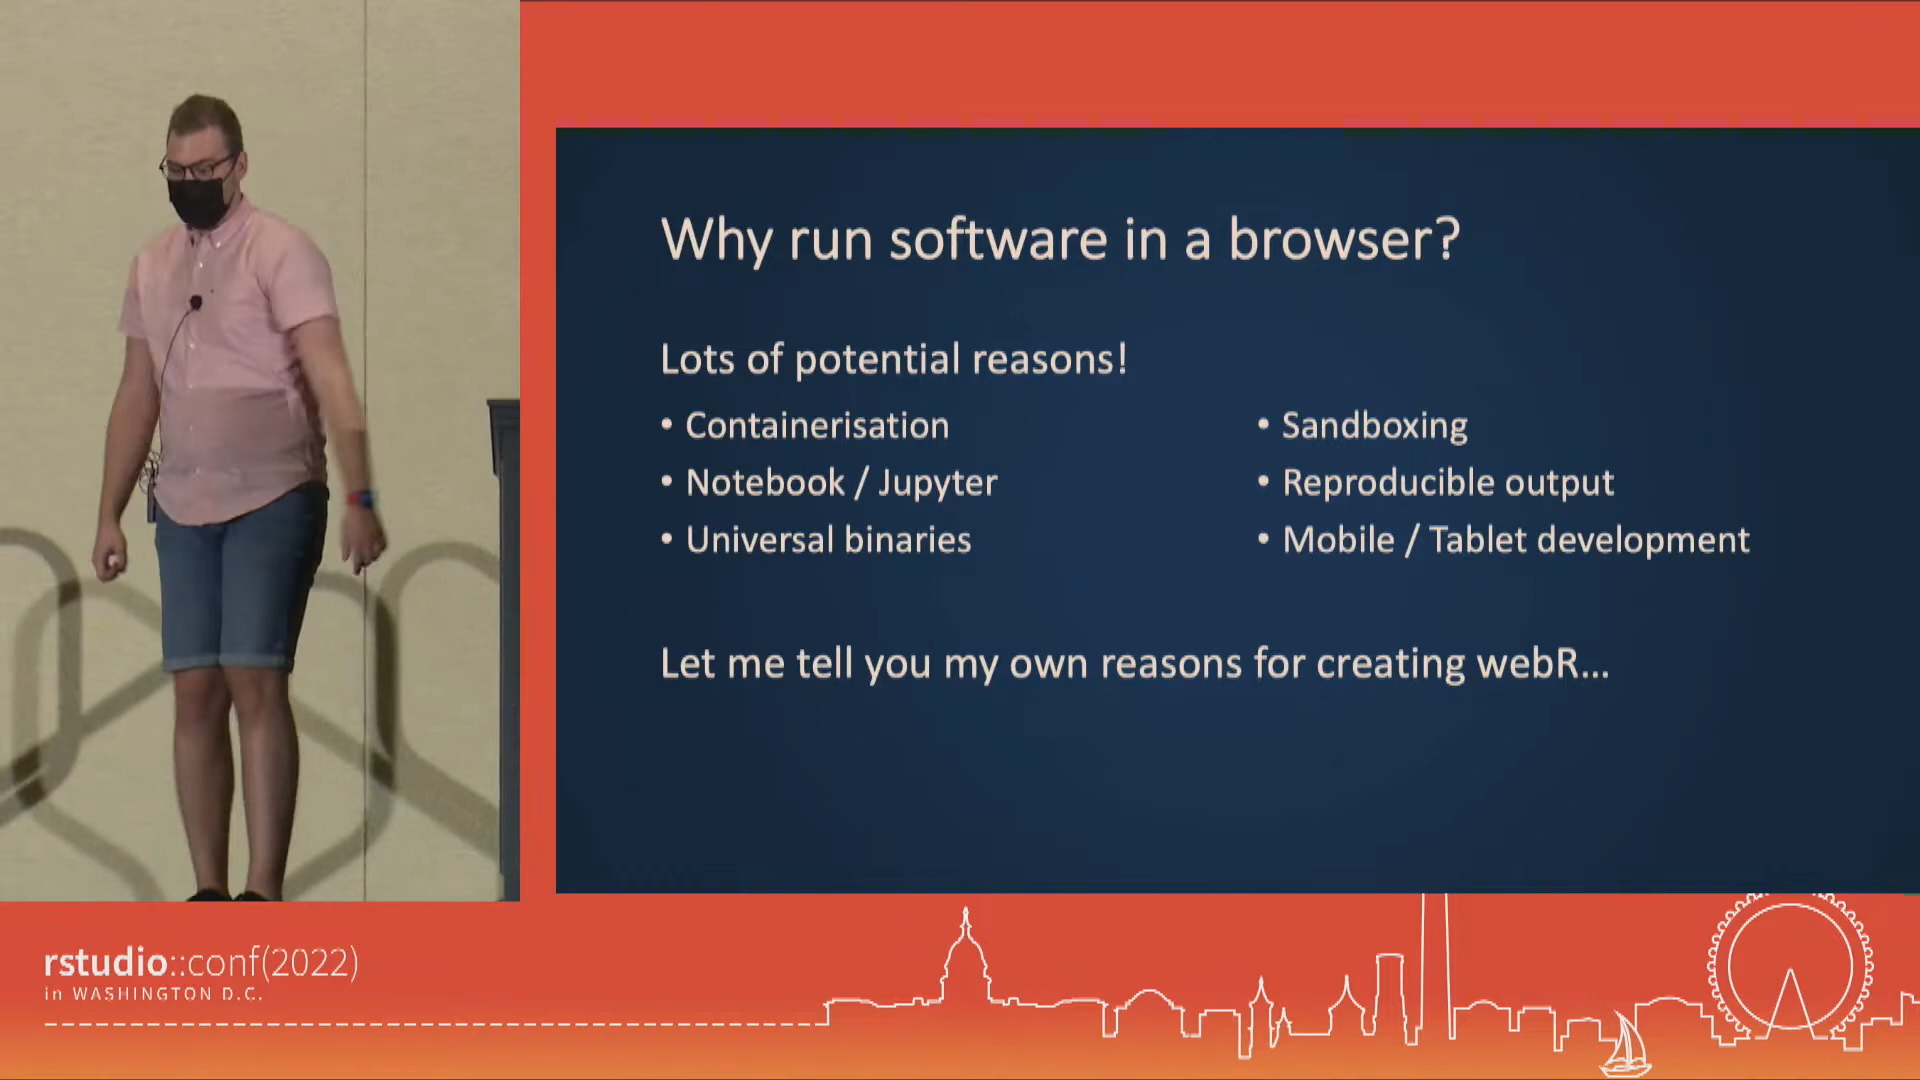 Why run software in a browser?
Lots of potential reasons!
• Containerisation
• Notebook / Jupyter
• Universal binaries
• Sandboxing
• Reproducible output
• Mobile / Tablet development
Let me tell you my own reasons for creating webR...
rstudio::conf(2022)
in WASHINGTON D.C.